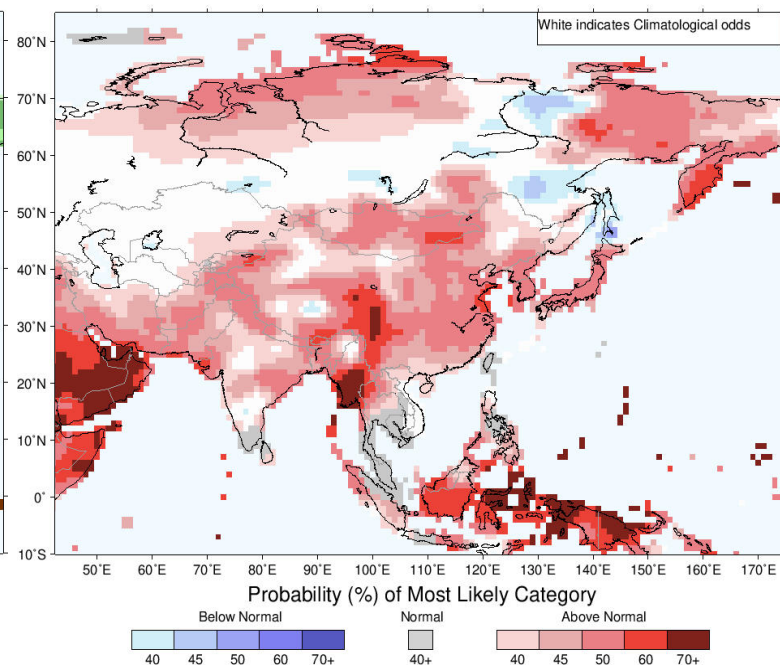 White indicates Climatological odds
80°N
70°N
60°N
50°N
40°N
30°N
20°N
10°N
0°
10°S
50°E 60°E 70°E 80°E 90°E 100°E 110°E 120°E 130°E 140°E 150°E 160°E 170°E
Probability (%) of Most Likely Category
Below Normal Normal Above Normal
40 45 50 60 70+ 40+ 40 45 50 60 70+